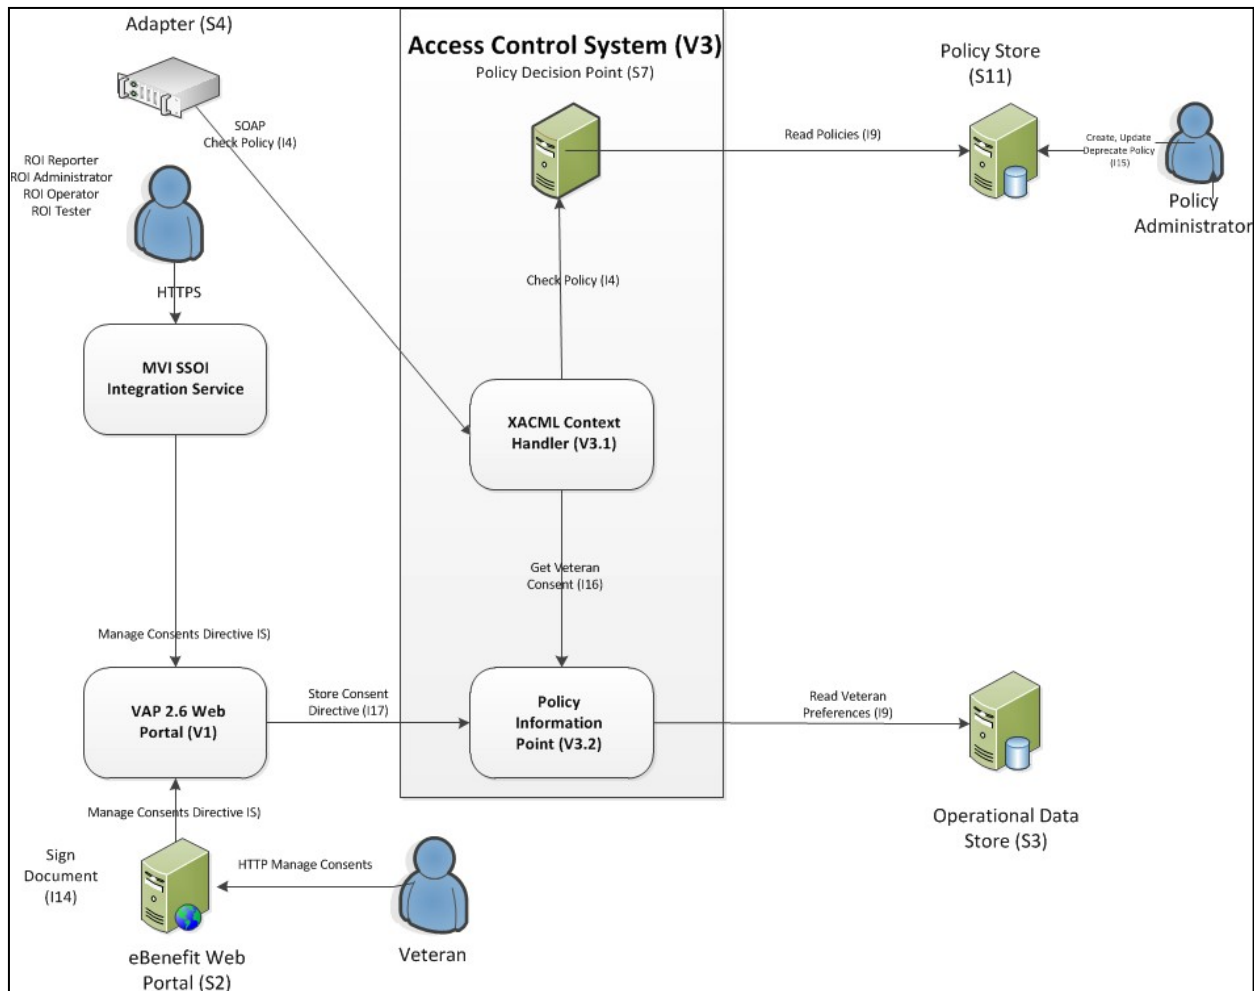 Adapter (S4)
Access Control System (V3)
Policy Decision Point (S7)
Policy Store
(S11)
SOAP
Check Policy (I4)
Read Policies (I9)
Create, Update
Deprecate Policy
(I15)
ROI Reporter
ROI Administrator
ROI Operator
ROI Tester
Policy
Administrator
HTTPS
Check Policy (I4)
MVI SSOI
Integration Service
XACML Context
Handler (V3.1)
Get Veteran
Consent (I16)
Manage Consents Directive IS)
VAP 2.6 Web
Portal (V1)
Store Consent
Directive (I17)
Policy
Information
Point (V3.2)
Read Veteran
Preferences (I9)
Manage Consents Directive IS)
Operational Data
Store (S3)
Sign
Document
(I14)
HTTP Manage Consents
eBenefit Web
Portal (S2)
Veteran